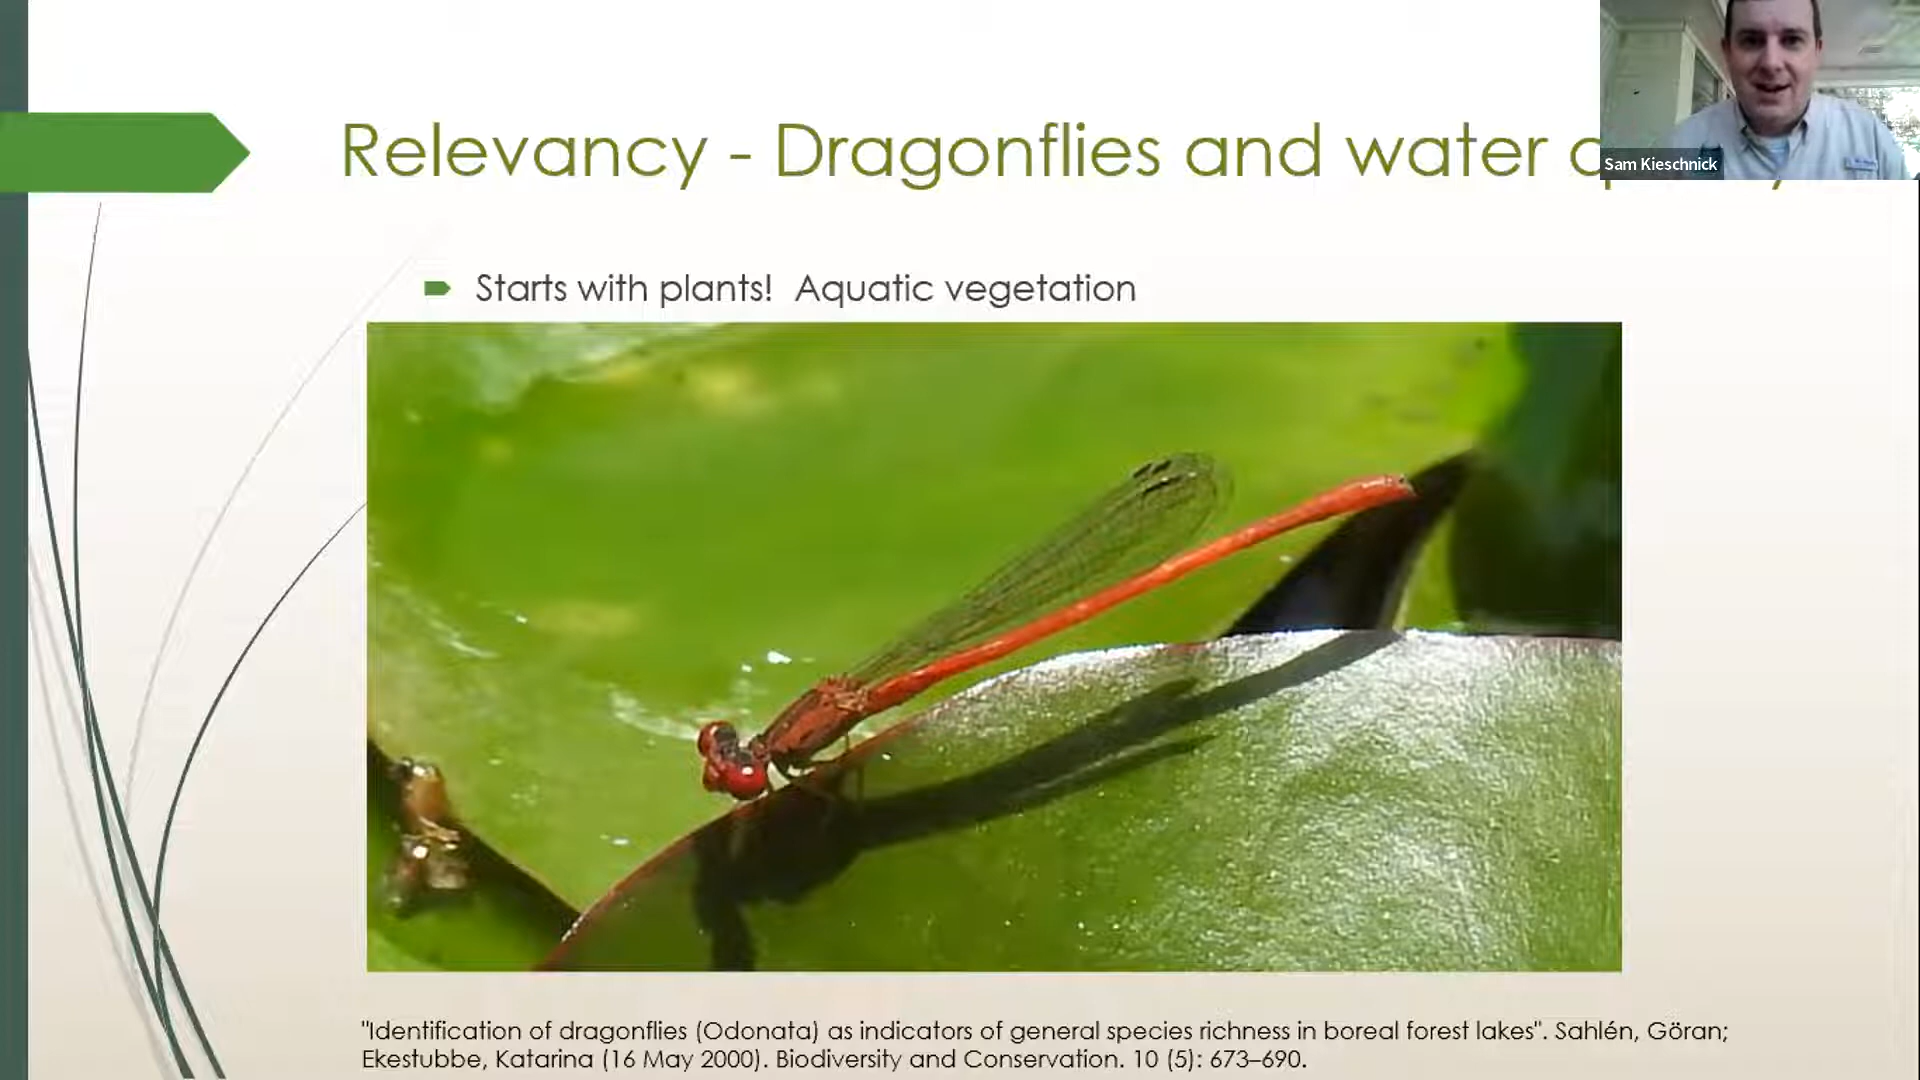 Relevancy - Dragonflies and water
Sam Kieschnick
Starts with plants! Aquatic vegetation
"Identification of dragonflies (Odonata) as indicators of general species richness in boreal forest lakes". Sahlén, Göran;
Ekestubbe, Katarina (16 May 2000). Biodiversity and Conservation. 10 (5): 673–690.